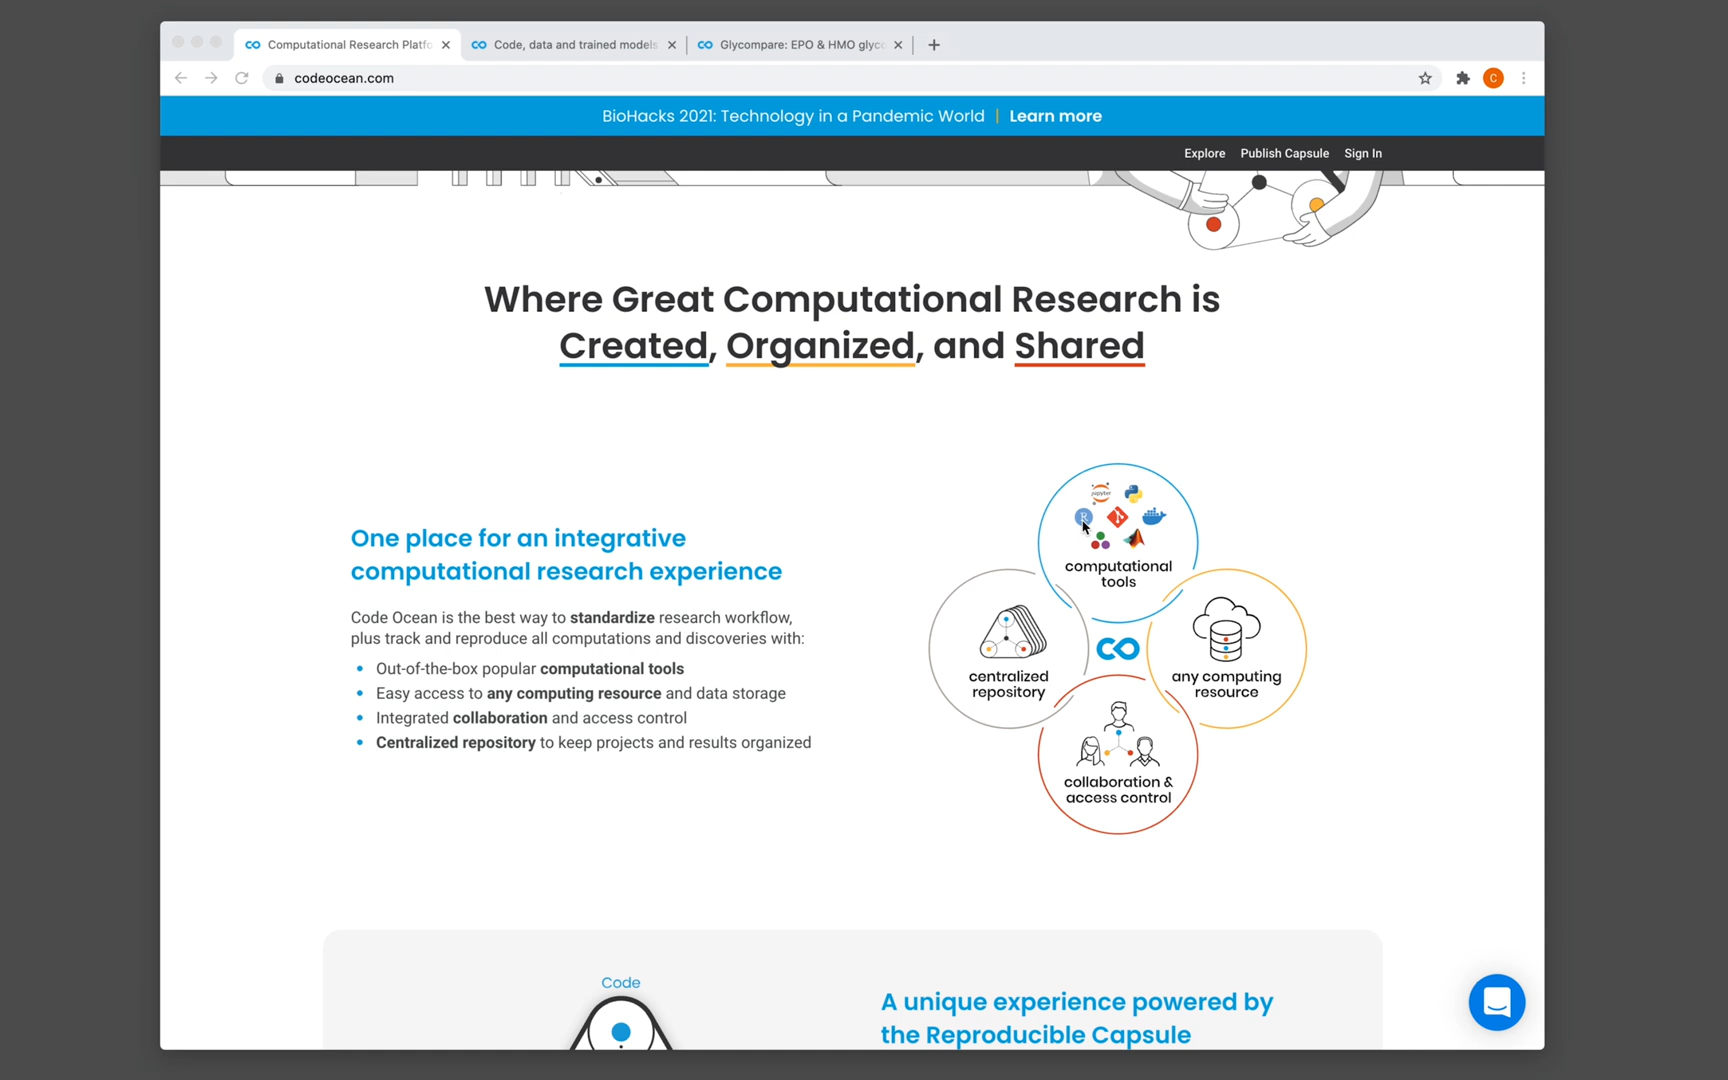 Computational Research Platfo
Code, data and trained models
Glycompare: EPO & HMO glyc
codeocean.com
C
BioHacks 2021: Technology in a Pandemic World | Learn more
Explore Publish Capsule Sign In
Where Great Computational Research is
Created, Organized, and Shared
One place for an integrative
computational research experience
Code Ocean is the best way to standardize research workflow,
plus track and reproduce all computations and discoveries with:
• Out-of-the-box popular computational tools
• Easy access to any computing resource and data storage
• Integrated collaboration and access control
• Centralized repository to keep projects and results organized
jupyter
R
computational
tools
centralized
repository
any computing
resource
collaboration &
access control
Code
A unique experience powered by
the Reproducible Capsule